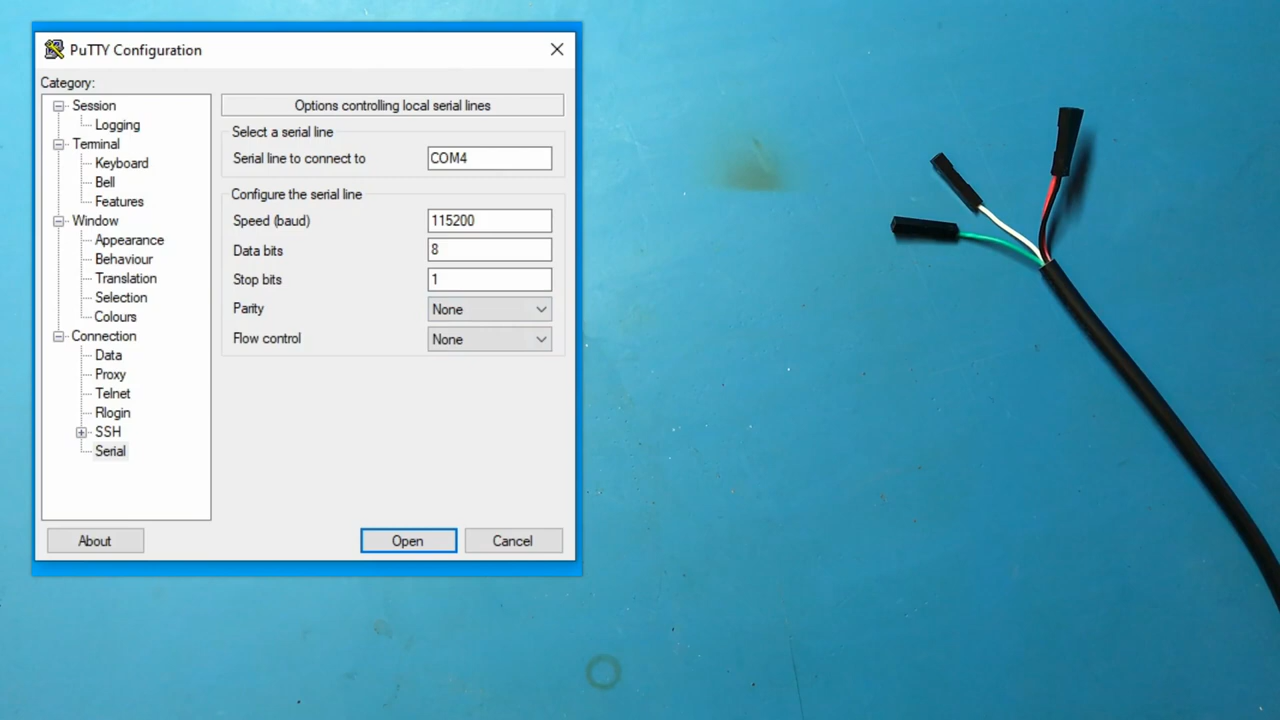 PuTTY Configuration
Category:
Session
Logging
Terminal
Keyboard
Bell
Features
Window
Appearance
Behaviour
Translation
Selection
Colours
Connection
Data
Proxy
Telnet
Rlogin
SSH
Serial
Options controlling local serial lines
Select a serial line
Serial line to connect to COM4
Configure the serial line
Speed (baud) 115200
Data bits 8
Stop bits 1
Parity None
Flow control None
About
Open
Cancel